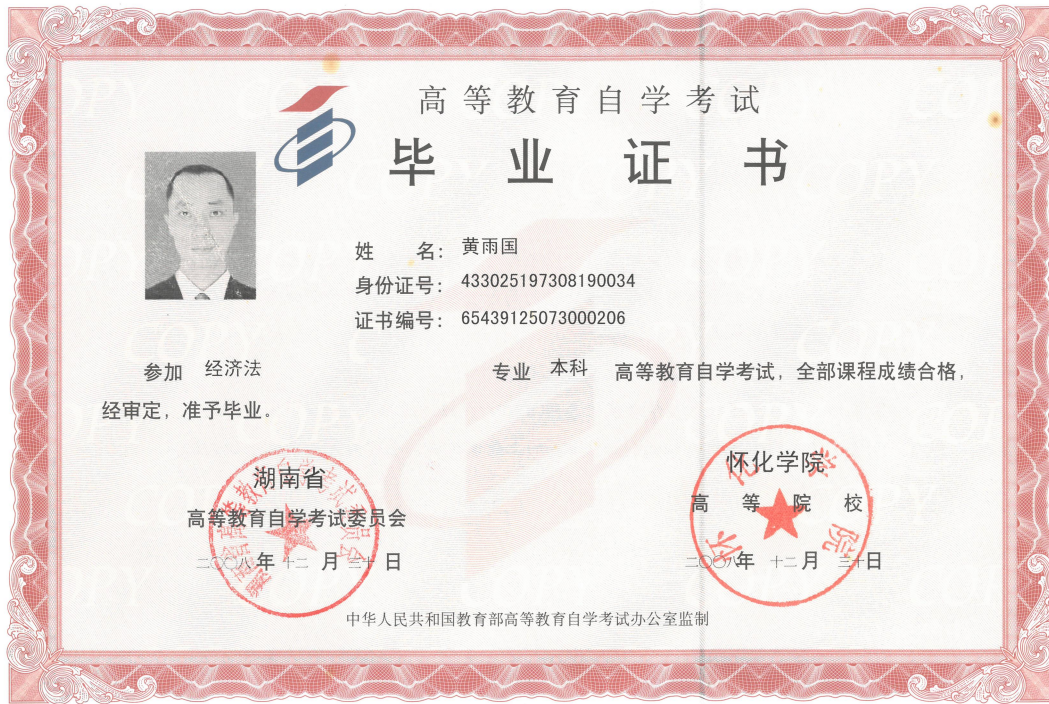 高等教育自学考试
毕业证书
姓 名： 黄雨国
身份证号： 433025197308190034
证书编号： 65439125073000206
参加 经济法 专业 本科 高等教育自学考试，全部课程成绩合格，
经审定，准予毕业。
湖南省
高等教育自学考试委员会
二〇〇八 年 十二 月 三十 日
怀化学院
高 等 院 校
二〇〇八 年 十二 月 三十 日
怀化学院
中华人民共和国教育部高等教育自学考试办公室监制
COPY